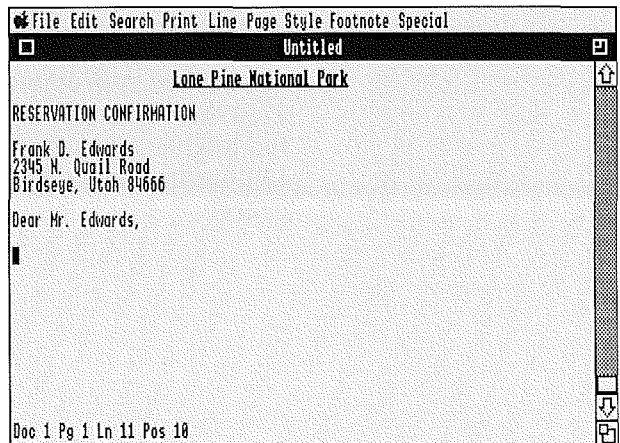 File Edit Search Print Line Page Style Footnote Special
Untitled
Lone Pine National Park
RESERVATION CONFIRMATION
Frank D. Edwards
2345 N. Quail Road
Birdseye, Utah 84666
Dear Mr. Edwards,
Doc 1 Pg 1 Ln 11 Pos 10